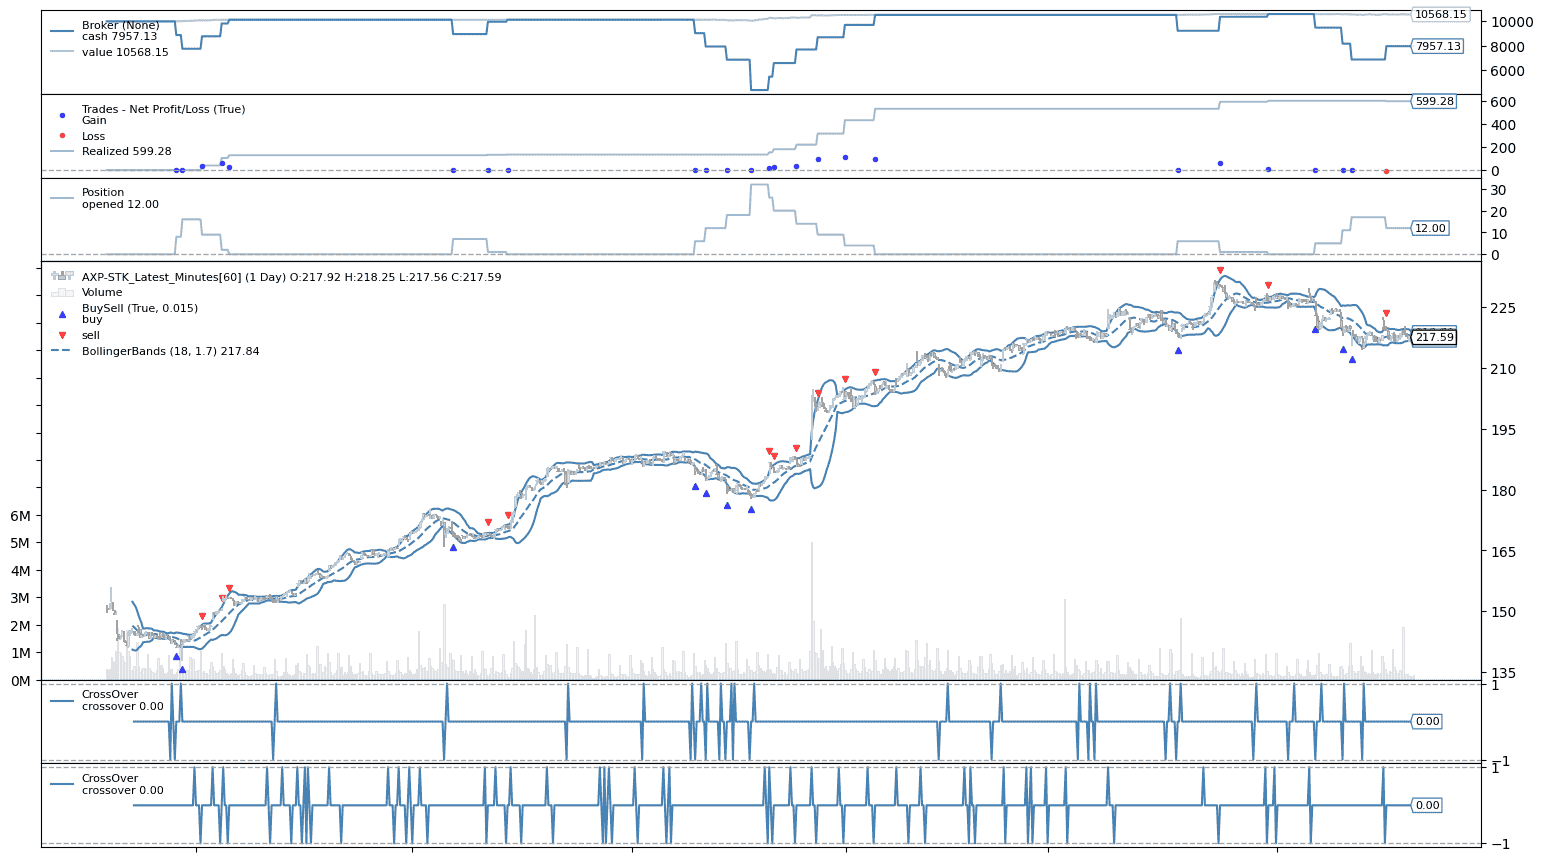 Broker (None)
cash 7957.13
value 10568.15
10568.15
10000
7957.13
8000
6000
Trades - Net Profit/Loss (True)
Gain
Loss
Realized 599.28
599.28
600
400
200
0
Position
opened 12.00
30
20
12.00
10
0
AXP-STK_Latest_Minutes[60] (1 Day) O:217.92 H:218.25 L:217.56 C:217.59
Volume
BuySell (True, 0.015)
buy
sell
BollingerBands (18, 1.7) 217.84
225
217.59
210
195
180
165
150
135
6M
5M
4M
3M
2M
1M
0M
CrossOver
crossover 0.00
1
0.00
−1
CrossOver
crossover 0.00
1
0.00
−1